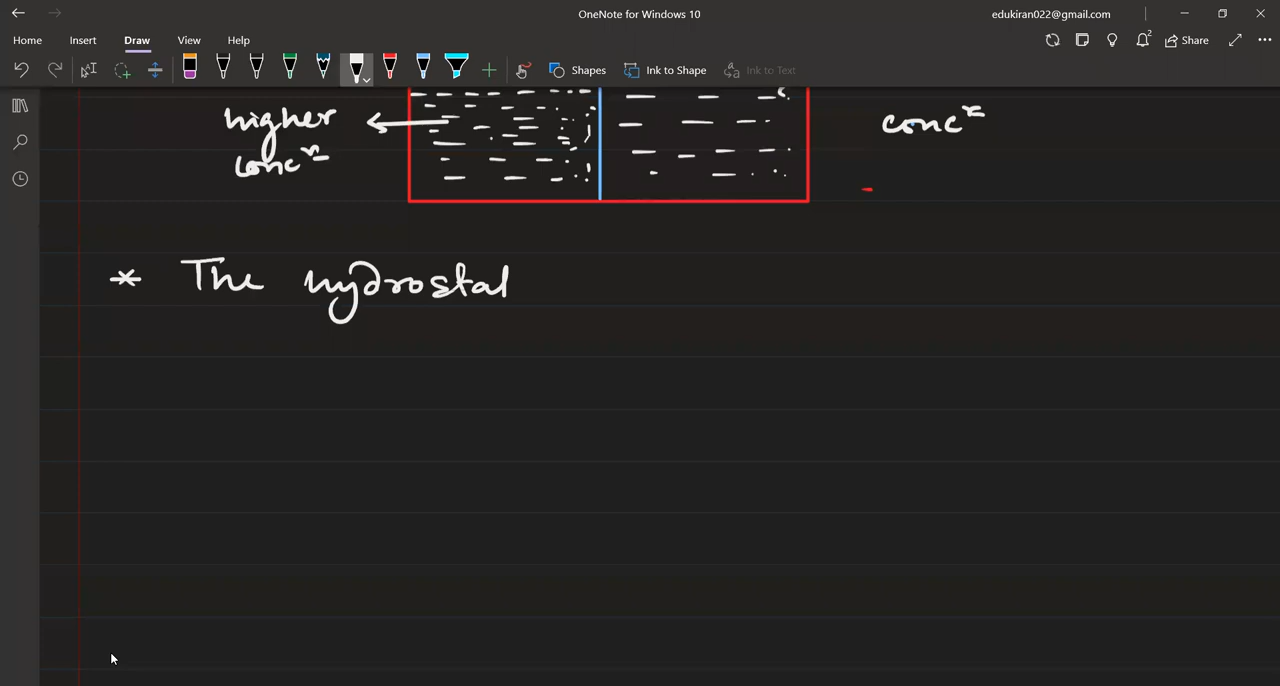 OneNote for Windows 10
edukiran022@gmail.com
Home Insert Draw View Help
Share
Shapes Ink to Shape Ink to Text
higher
concⁿ
concⁿ
* The hydrostal